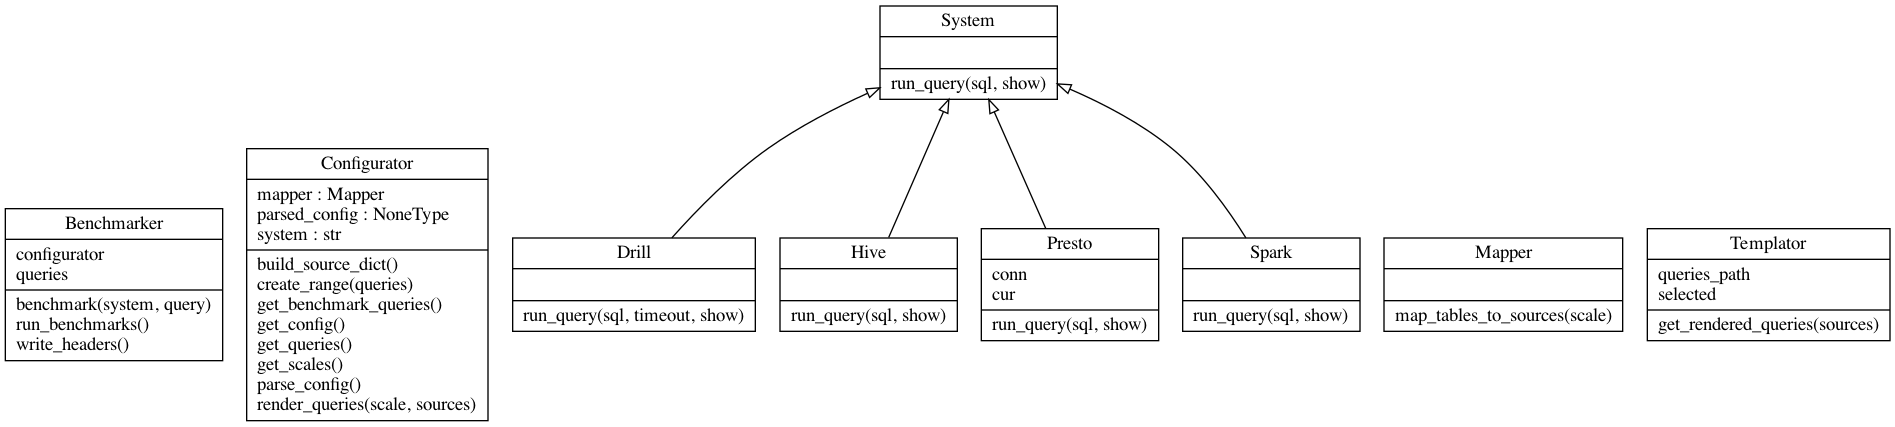 System
run_query(sql, show)
Benchmarker
configurator
queries
benchmark(system, query)
run_benchmarks()
write_headers()
Configurator
mapper : Mapper
parsed_config : NoneType
system : str
build_source_dict()
create_range(queries)
get_benchmark_queries()
get_config()
get_queries()
get_scales()
parse_config()
render_queries(scale, sources)
Drill
run_query(sql, timeout, show)
Hive
run_query(sql, show)
Presto
conn
cur
run_query(sql, show)
Spark
run_query(sql, show)
Mapper
map_tables_to_sources(scale)
Templator
queries_path
selected
get_rendered_queries(sources)